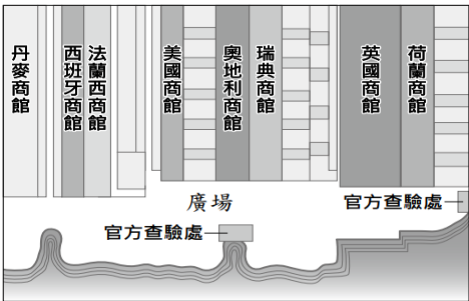 丹麥商館
西班牙商館
法蘭西商館
美國商館
奧地利商館
瑞典商館
英國商館
荷蘭商館
廣場
官方查驗處
官方查驗處